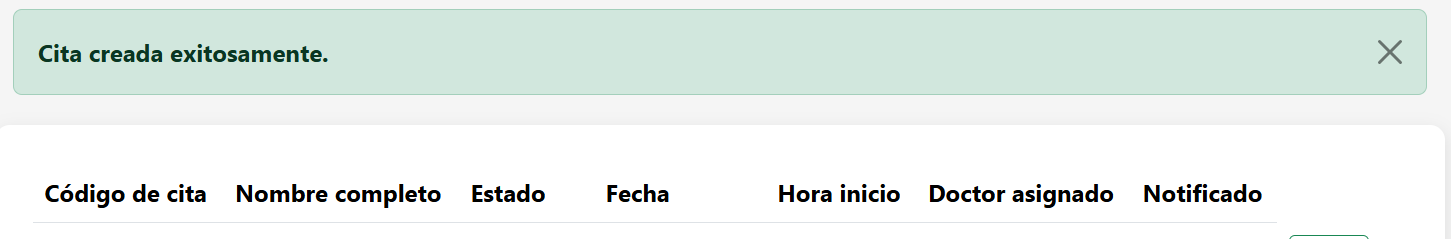 Cita creada exitosamente.
Código de cita Nombre completo Estado Fecha Hora inicio Doctor asignado Notificado